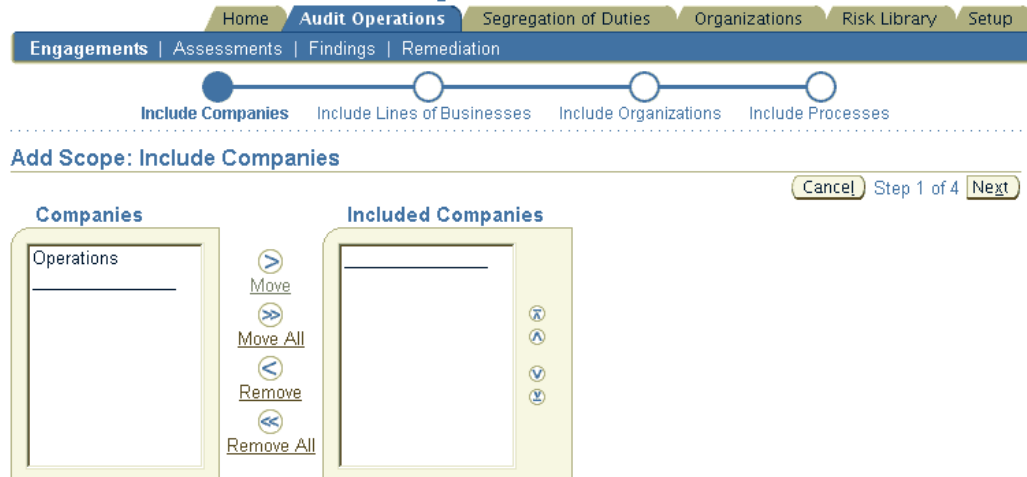 Home Audit Operations Segregation of Duties Organizations Risk Library Setup
Engagements | Assessments | Findings | Remediation
Include Companies Include Lines of Businesses Include Organizations Include Processes
Add Scope: Include Companies
Cancel Step 1 of 4 Next
Companies Included Companies
Operations
Move
Move All
Remove
Remove All